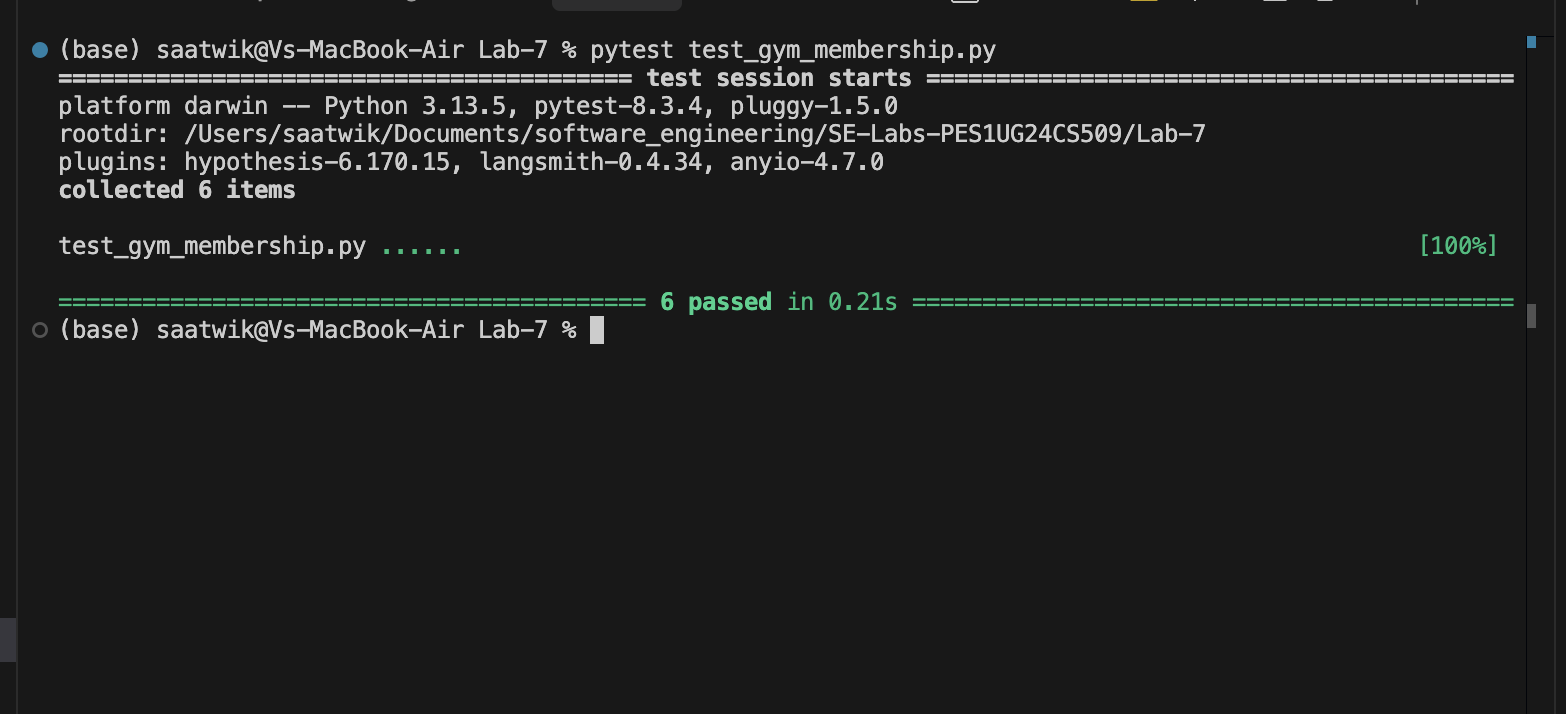 (base) saatwik@Vs-MacBook-Air Lab-7 % pytest test_gym_membership.py
========================================= test session starts ==========================================
platform darwin -- Python 3.13.5, pytest-8.3.4, pluggy-1.5.0
rootdir: /Users/saatwik/Documents/software_engineering/SE-Labs-PES1UG24CS509/Lab-7
plugins: hypothesis-6.170.15, langsmith-0.4.34, anyio-4.7.0
collected 6 items
test_gym_membership.py ...... [100%]
========================================== 6 passed in 0.21s ===========================================
(base) saatwik@Vs-MacBook-Air Lab-7 %